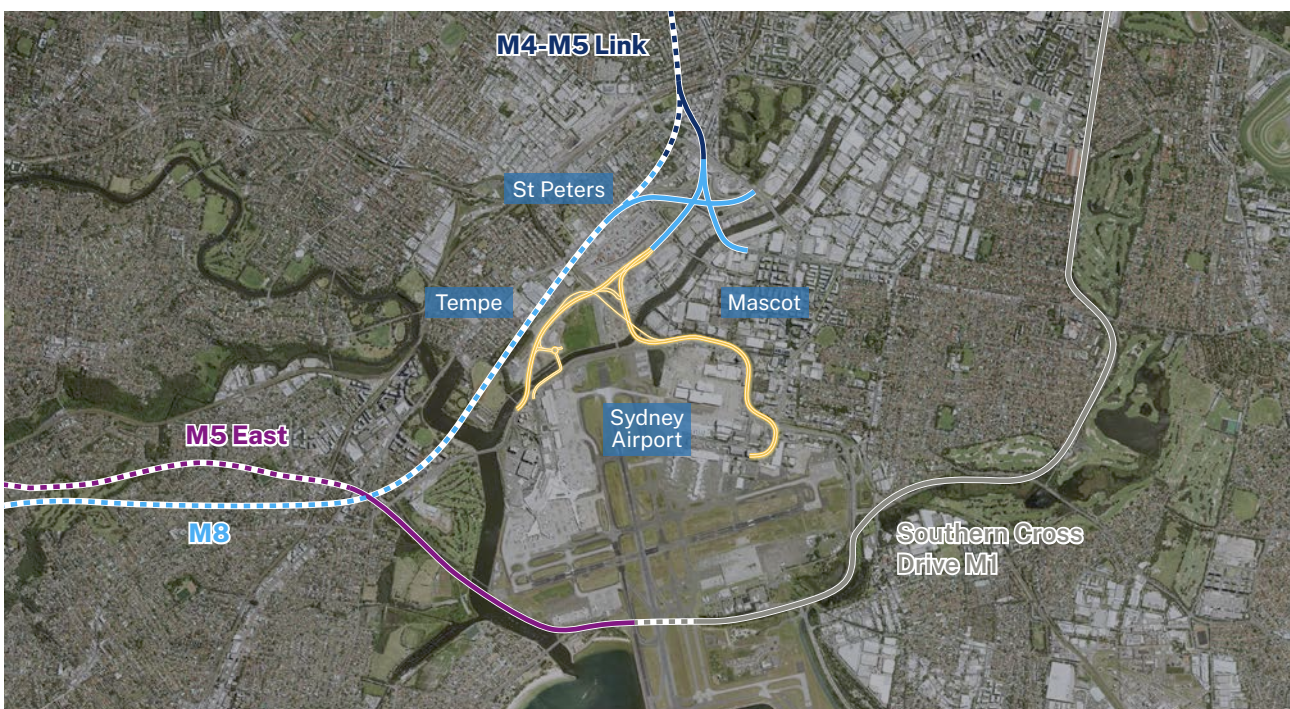 M4-M5 Link
St Peters
Tempe
Mascot
Sydney
Airport
M5 East
M8
Southern Cross
Drive M1